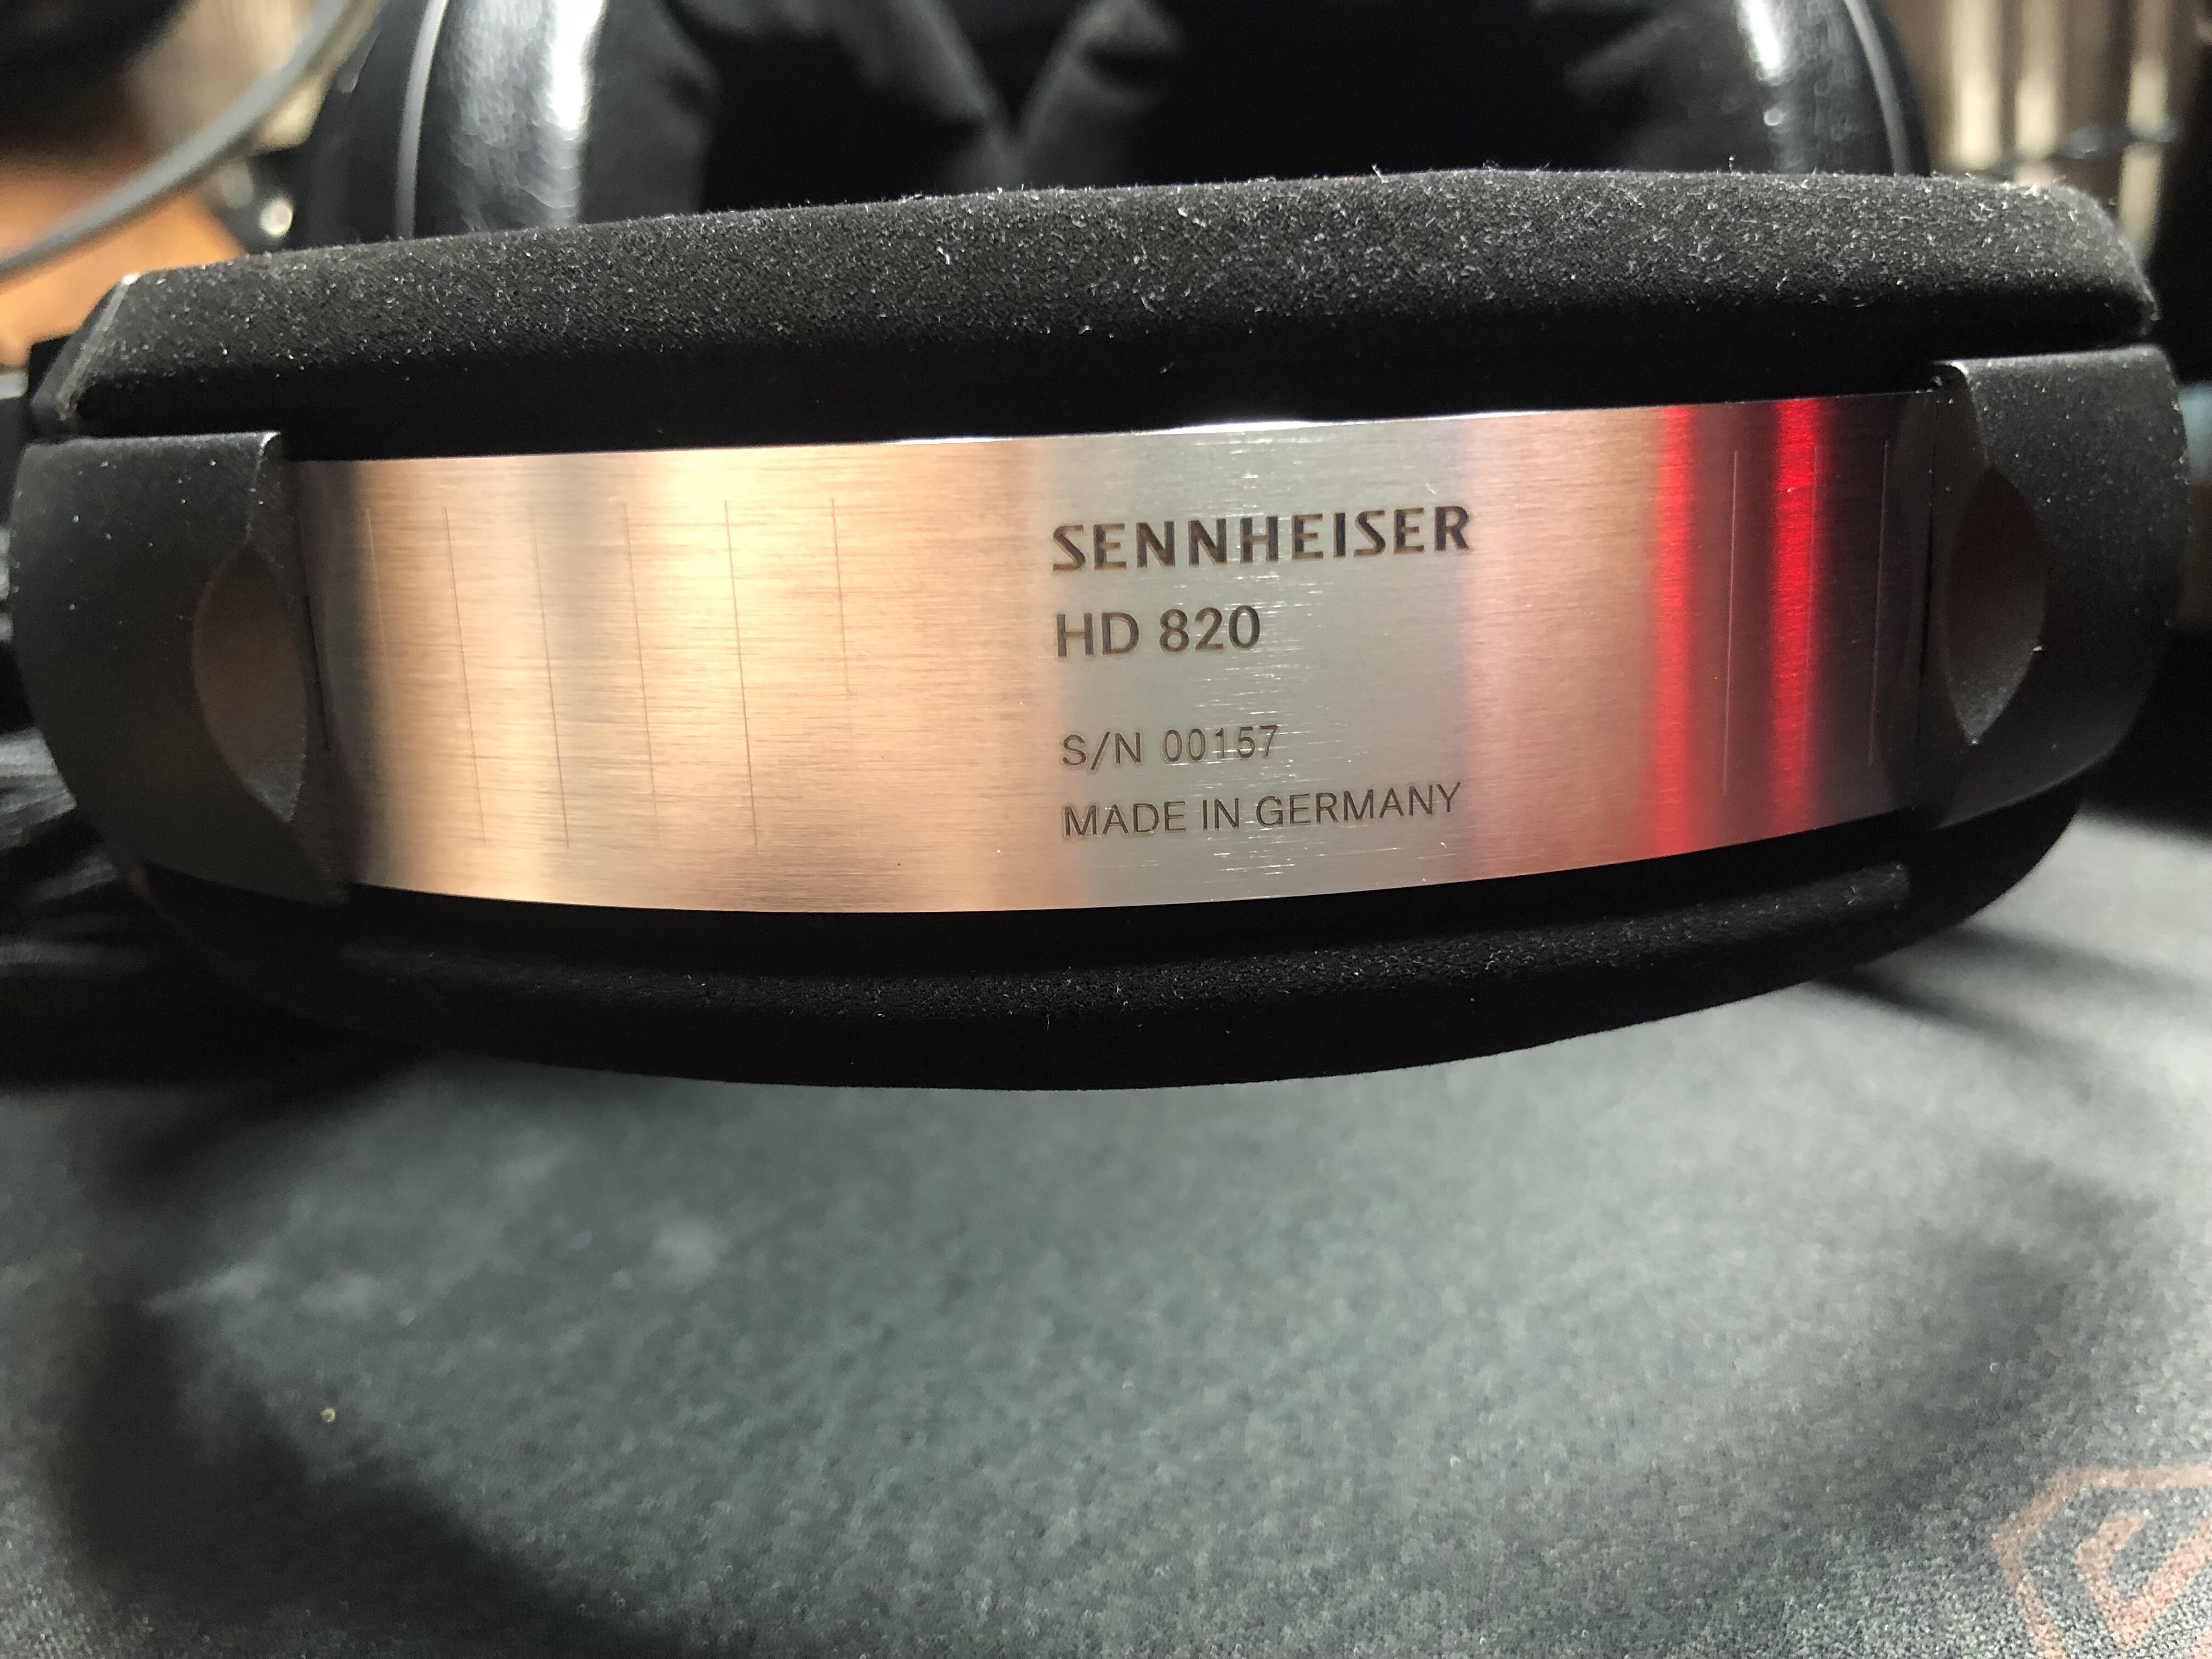 SENNHEISER
HD 820
S/N 00157
MADE IN GERMANY